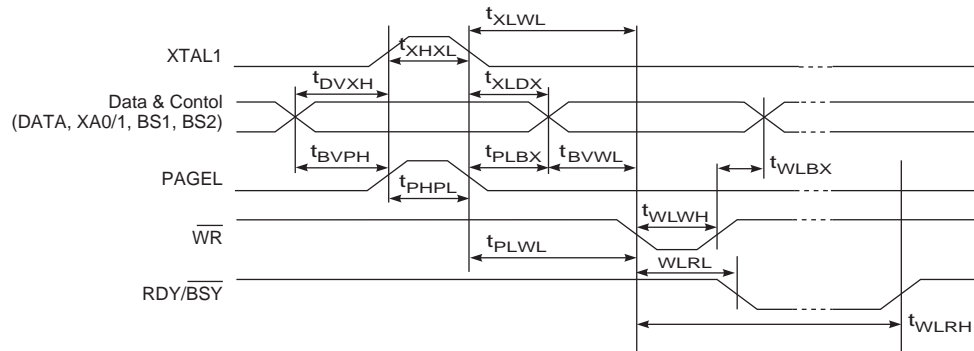 tXLWL
XTAL1
tXHXL
tDVXH
tXLDX
Data & Contol
(DATA, XA0/1, BS1, BS2)
tBVPH
tPLBX
tBVWL
tWLBX
PAGEL
tPHPL
WR
tWLWH
tPLWL
WLRL
RDY/BSY
tWLRH